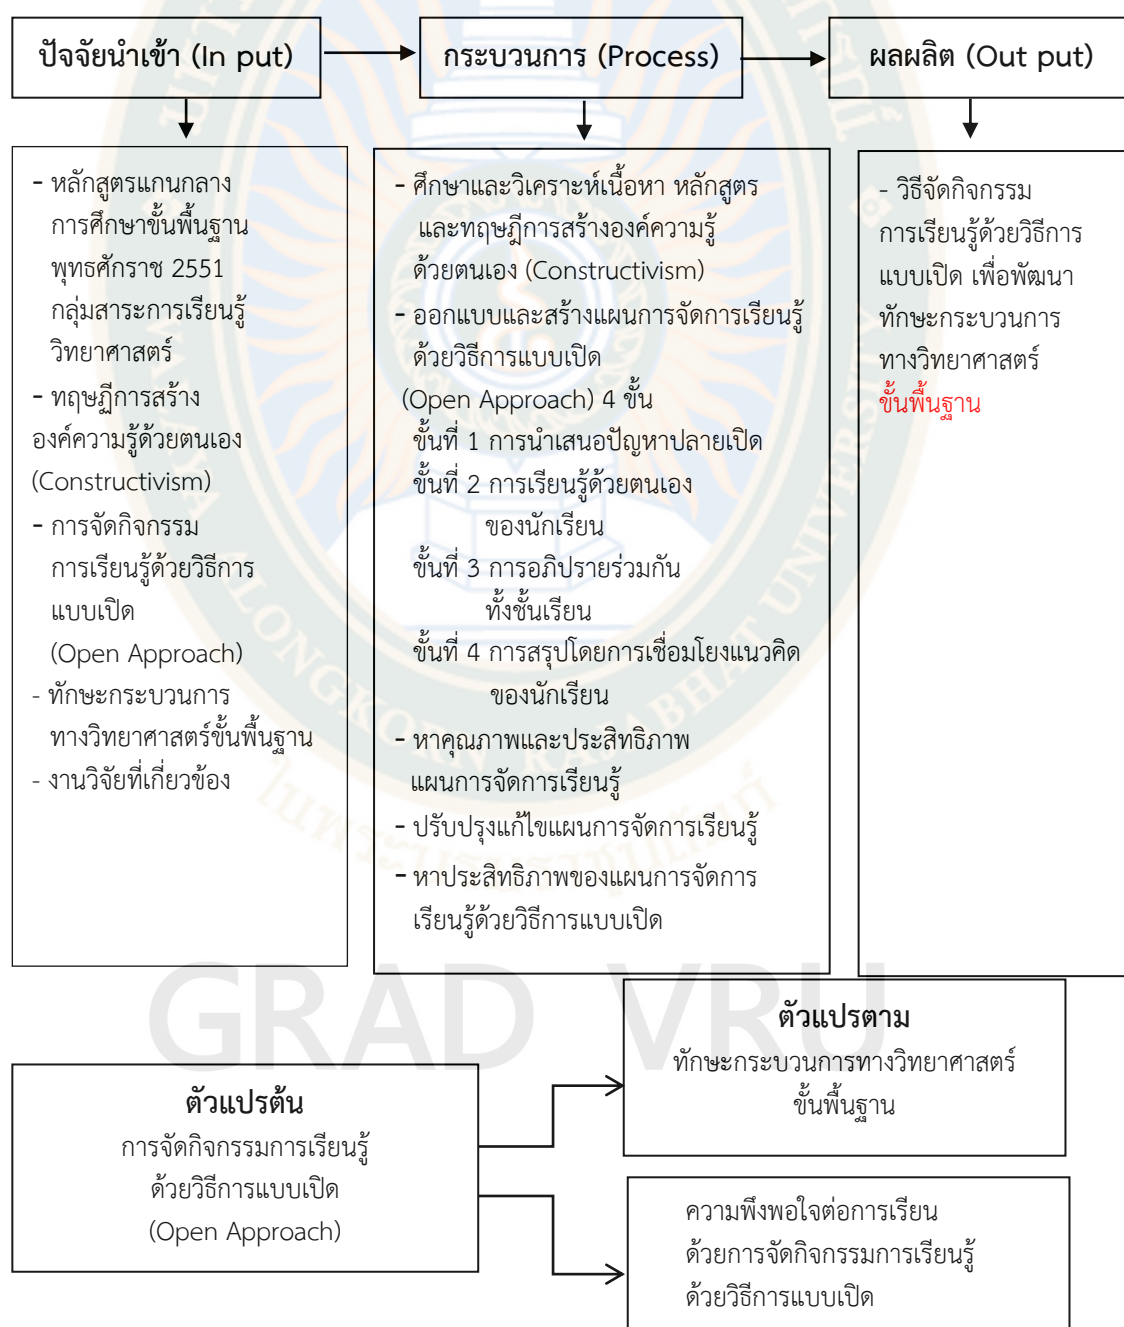 ปัจจัยนำเข้า (In put)
กระบวนการ (Process)
ผลผลิต (Out put)
- หลักสูตรแกนกลาง
การศึกษาขั้นพื้นฐาน
พุทธศักราช 2551
กลุ่มสาระการเรียนรู้
วิทยาศาสตร์
- ทฤษฎีการสร้าง
องค์ความรู้ด้วยตนเอง
(Constructivism)
- การจัดกิจกรรม
การเรียนรู้ด้วยวิธีการ
แบบเปิด
(Open Approach)
- ทักษะกระบวนการ
ทางวิทยาศาสตร์ขั้นพื้นฐาน
- งานวิจัยที่เกี่ยวข้อง
- ศึกษาและวิเคราะห์เนื้อหา หลักสูตร
และทฤษฎีการสร้างองค์ความรู้
ด้วยตนเอง (Constructivism)
- ออกแบบและสร้างแผนการจัดการเรียนรู้
ด้วยวิธีการแบบเปิด
(Open Approach) 4 ขั้น
ขั้นที่ 1 การนำเสนอปัญหาปลายเปิด
ขั้นที่ 2 การเรียนรู้ด้วยตนเอง
ของนักเรียน
ขั้นที่ 3 การอภิปรายร่วมกัน
ทั้งชั้นเรียน
ขั้นที่ 4 การสรุปโดยการเชื่อมโยงแนวคิด
ของนักเรียน
- หาคุณภาพและประสิทธิภาพ
แผนการจัดการเรียนรู้
- ปรับปรุงแก้ไขแผนการจัดการเรียนรู้
- หาประสิทธิภาพของแผนการจัดการ
เรียนรู้ด้วยวิธีการแบบเปิด
- วิธีจัดกิจกรรม
การเรียนรู้ด้วยวิธีการ
แบบเปิด เพื่อพัฒนา
ทักษะกระบวนการ
ทางวิทยาศาสตร์
ขั้นพื้นฐาน
GRAD VRU
ตัวแปรต้น
การจัดกิจกรรมการเรียนรู้
ด้วยวิธีการแบบเปิด
(Open Approach)
ตัวแปรตาม
ทักษะกระบวนการทางวิทยาศาสตร์
ขั้นพื้นฐาน
ความพึงพอใจต่อการเรียน
ด้วยการจัดกิจกรรมการเรียนรู้
ด้วยวิธีการแบบเปิด
ALONGKORN RAJABHAT UNIVERSITY